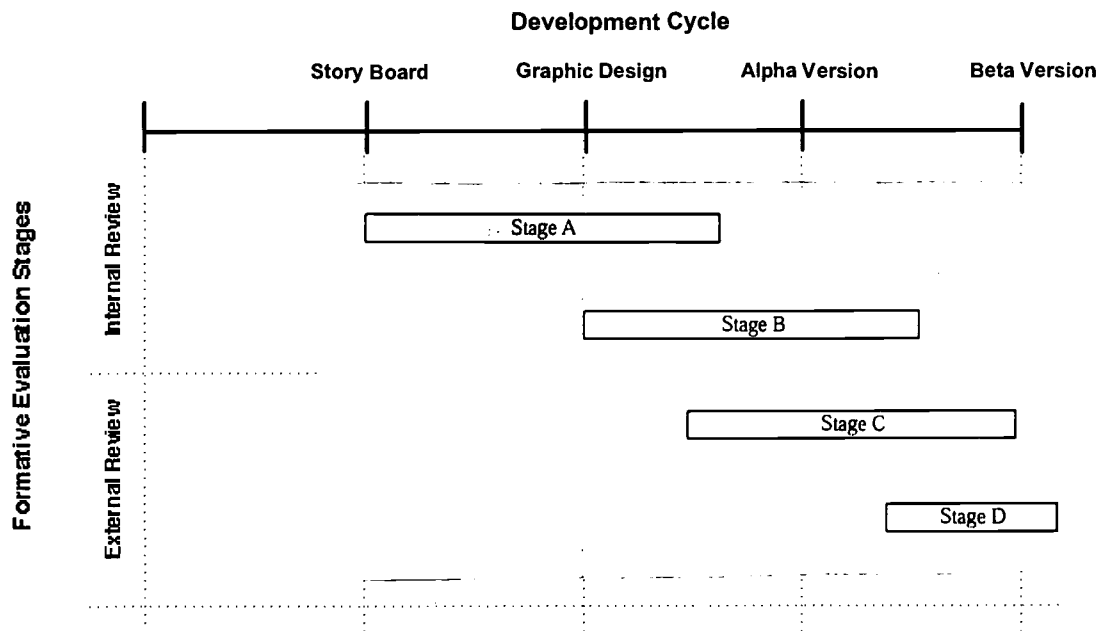 Development Cycle
Story Board Graphic Design Alpha Version Beta Version
Formative Evaluation Stages
Internal Review
Stage A
Stage B
External Review
Stage C
Stage D